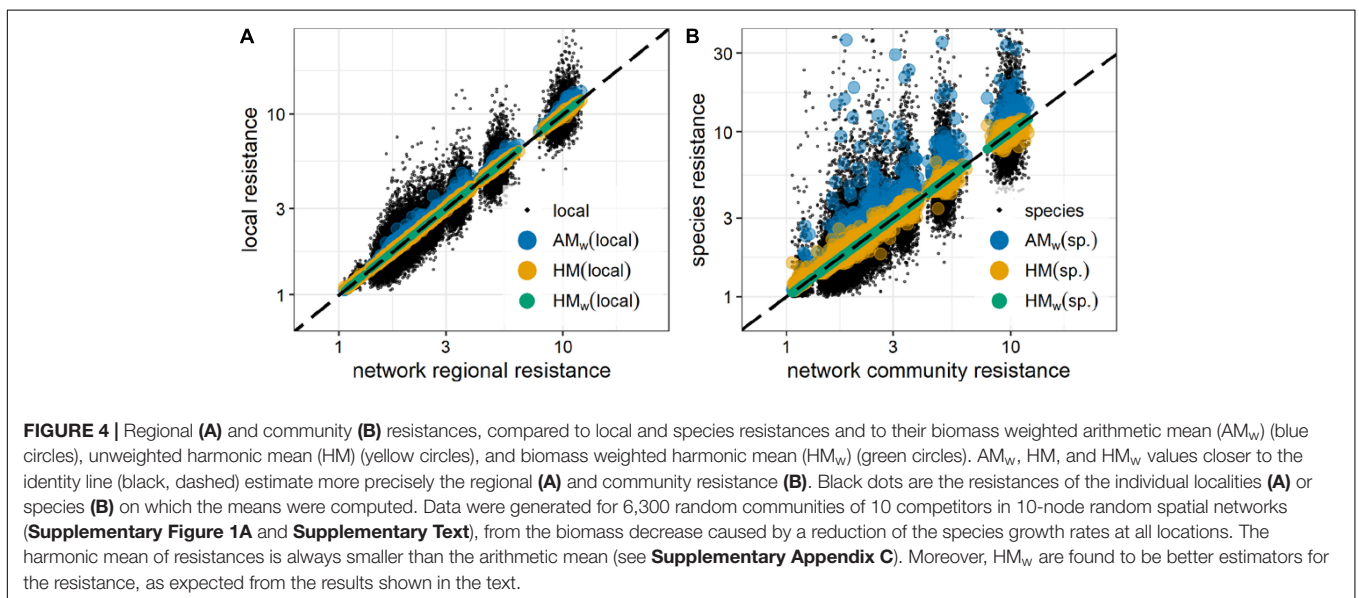 A
B
local resistance
10
3
1
local
AMw(local)
HM(local)
HMw(local)
1
3
10
network regional resistance
species resistance
30
10
3
1
species
AMw(sp.)
HM(sp.)
HMw(sp.)
1
3
10
network community resistance
FIGURE 4 | Regional (A) and community (B) resistances, compared to local and species resistances and to their biomass weighted arithmetic mean (AMw) (blue
circles), unweighted harmonic mean (HM) (yellow circles), and biomass weighted harmonic mean (HMw) (green circles). AMw, HM, and HMw values closer to the
identity line (black, dashed) estimate more precisely the regional (A) and community resistance (B). Black dots are the resistances of the individual localities (A) or
species (B) on which the means were computed. Data were generated for 6,300 random communities of 10 competitors in 10-node random spatial networks
(Supplementary Figure 1A and Supplementary Text), from the biomass decrease caused by a reduction of the species growth rates at all locations. The
harmonic mean of resistances is always smaller than the arithmetic mean (see Supplementary Appendix C). Moreover, HMw are found to be better estimators for
the resistance, as expected from the results shown in the text.